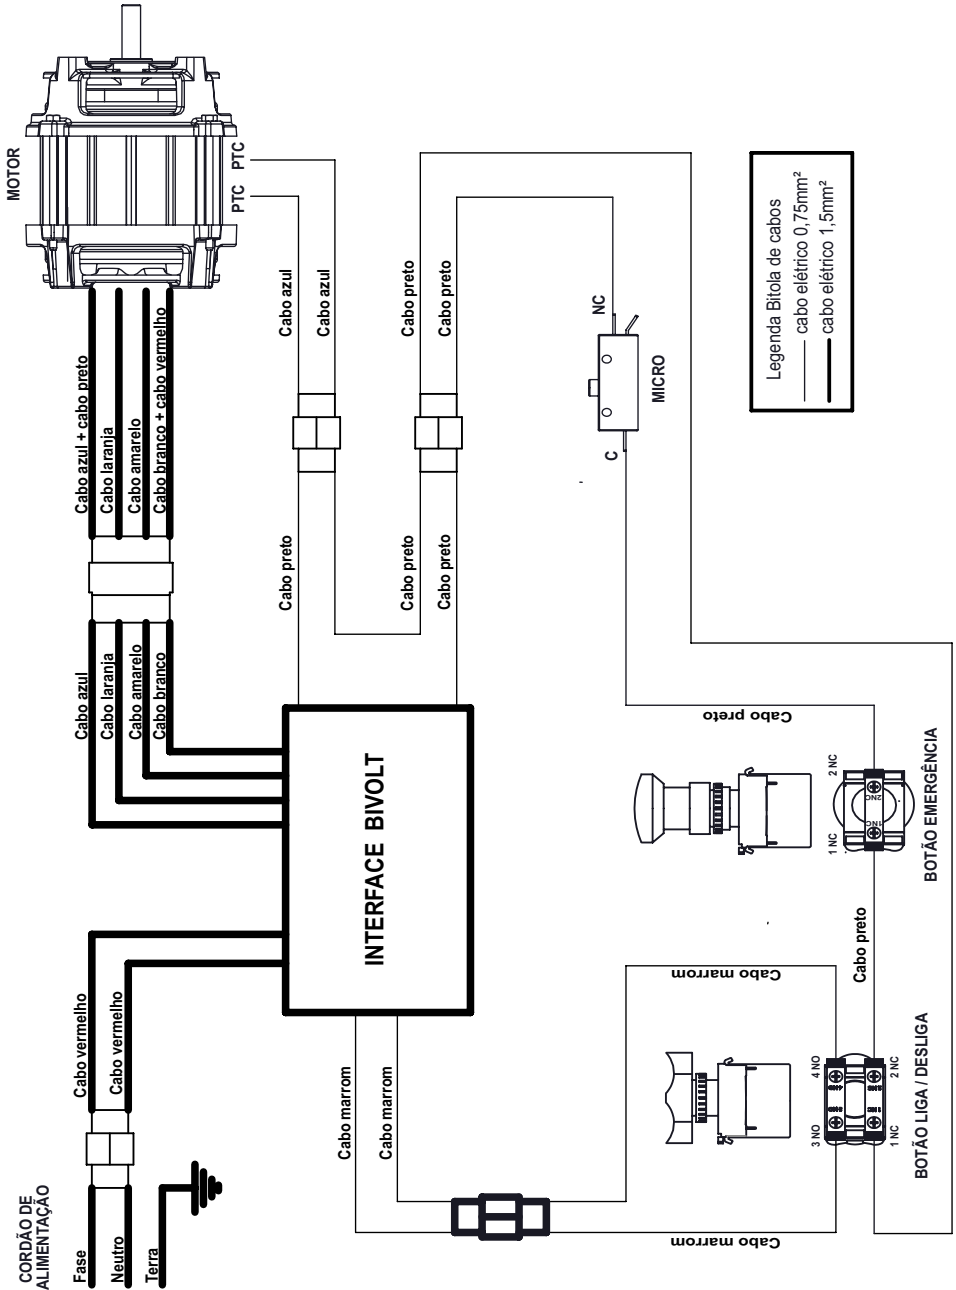 CORDÃO DE
ALIMENTAÇÃO
Fase
Neutro
Terra
Cabo vermelho
Cabo vermelho
INTERFACE BIVOLT
Cabo azul
Cabo laranja
Cabo amarelo
Cabo branco
Cabo azul + cabo preto
Cabo laranja
Cabo amarelo
Cabo branco + cabo vermelho
MOTOR
PTC
PTC
Cabo azul
Cabo azul
Cabo preto
Cabo preto
Cabo preto
Cabo preto
Cabo preto
NC
C
MICRO
Legenda Bitola de cabos
cabo elétrico 0,75mm²
cabo elétrico 1,5mm²
Cabo preto
1 NC
2 NC
1NC
2NC
BOTÃO EMERGÊNCIA
Cabo preto
Cabo marrom
Cabo marrom
Cabo marrom
Cabo marrom
3 NO
4 NO
1 NC
2 NC
BOTÃO LIGA / DESLIGA